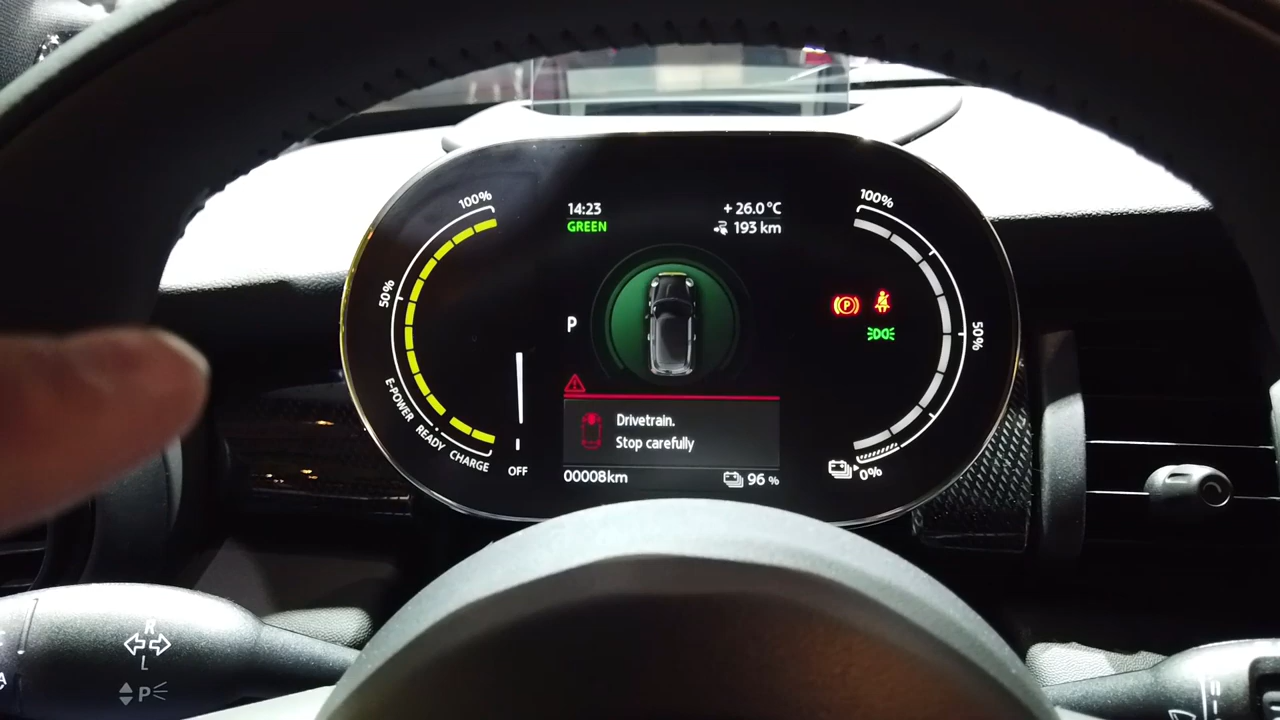 100%
50%
E-POWER
READY
CHARGE
OFF
14:23
GREEN
+ 26.0 °C
193 km
P
Drivetrain.
Stop carefully
00008km
96 %
100%
P
50%
0%
R
L
P